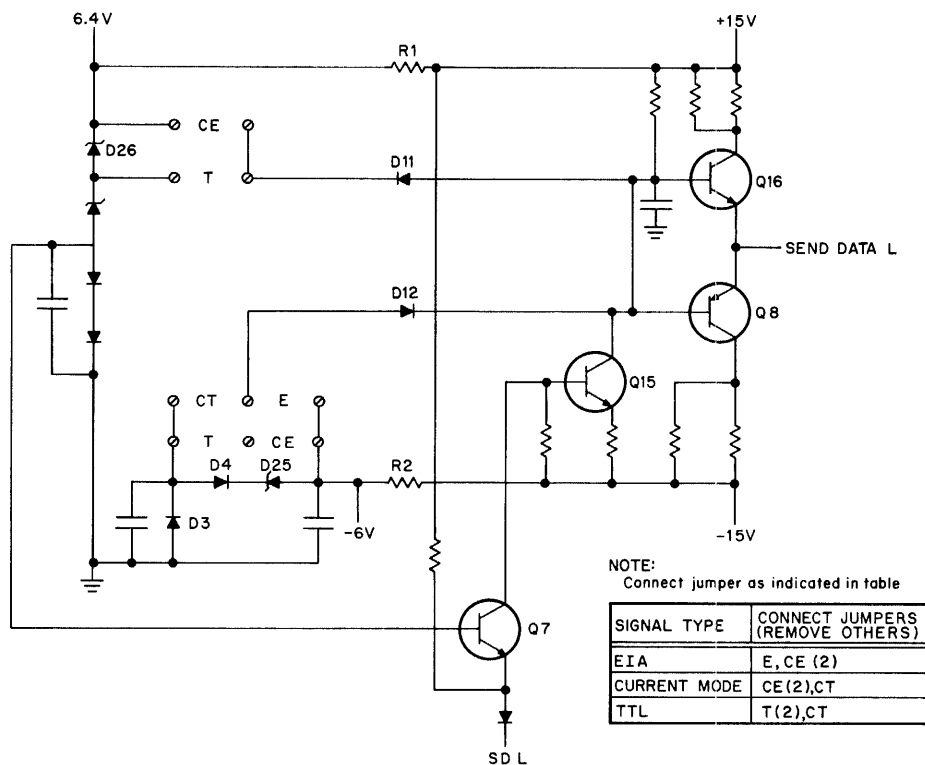 6.4V
+15V
R1
CE
D26
D11
T
Q16
SEND DATA L
D12
Q8
Q15
CT E
T CE
D4 D25 R2
D3
-6V
-15V
NOTE:
Connect jumper as indicated in table
Q7
SIGNAL TYPE CONNECT JUMPERS
(REMOVE OTHERS)
EIA E, CE (2)
CURRENT MODE CE(2),CT
TTL T(2),CT
SD L